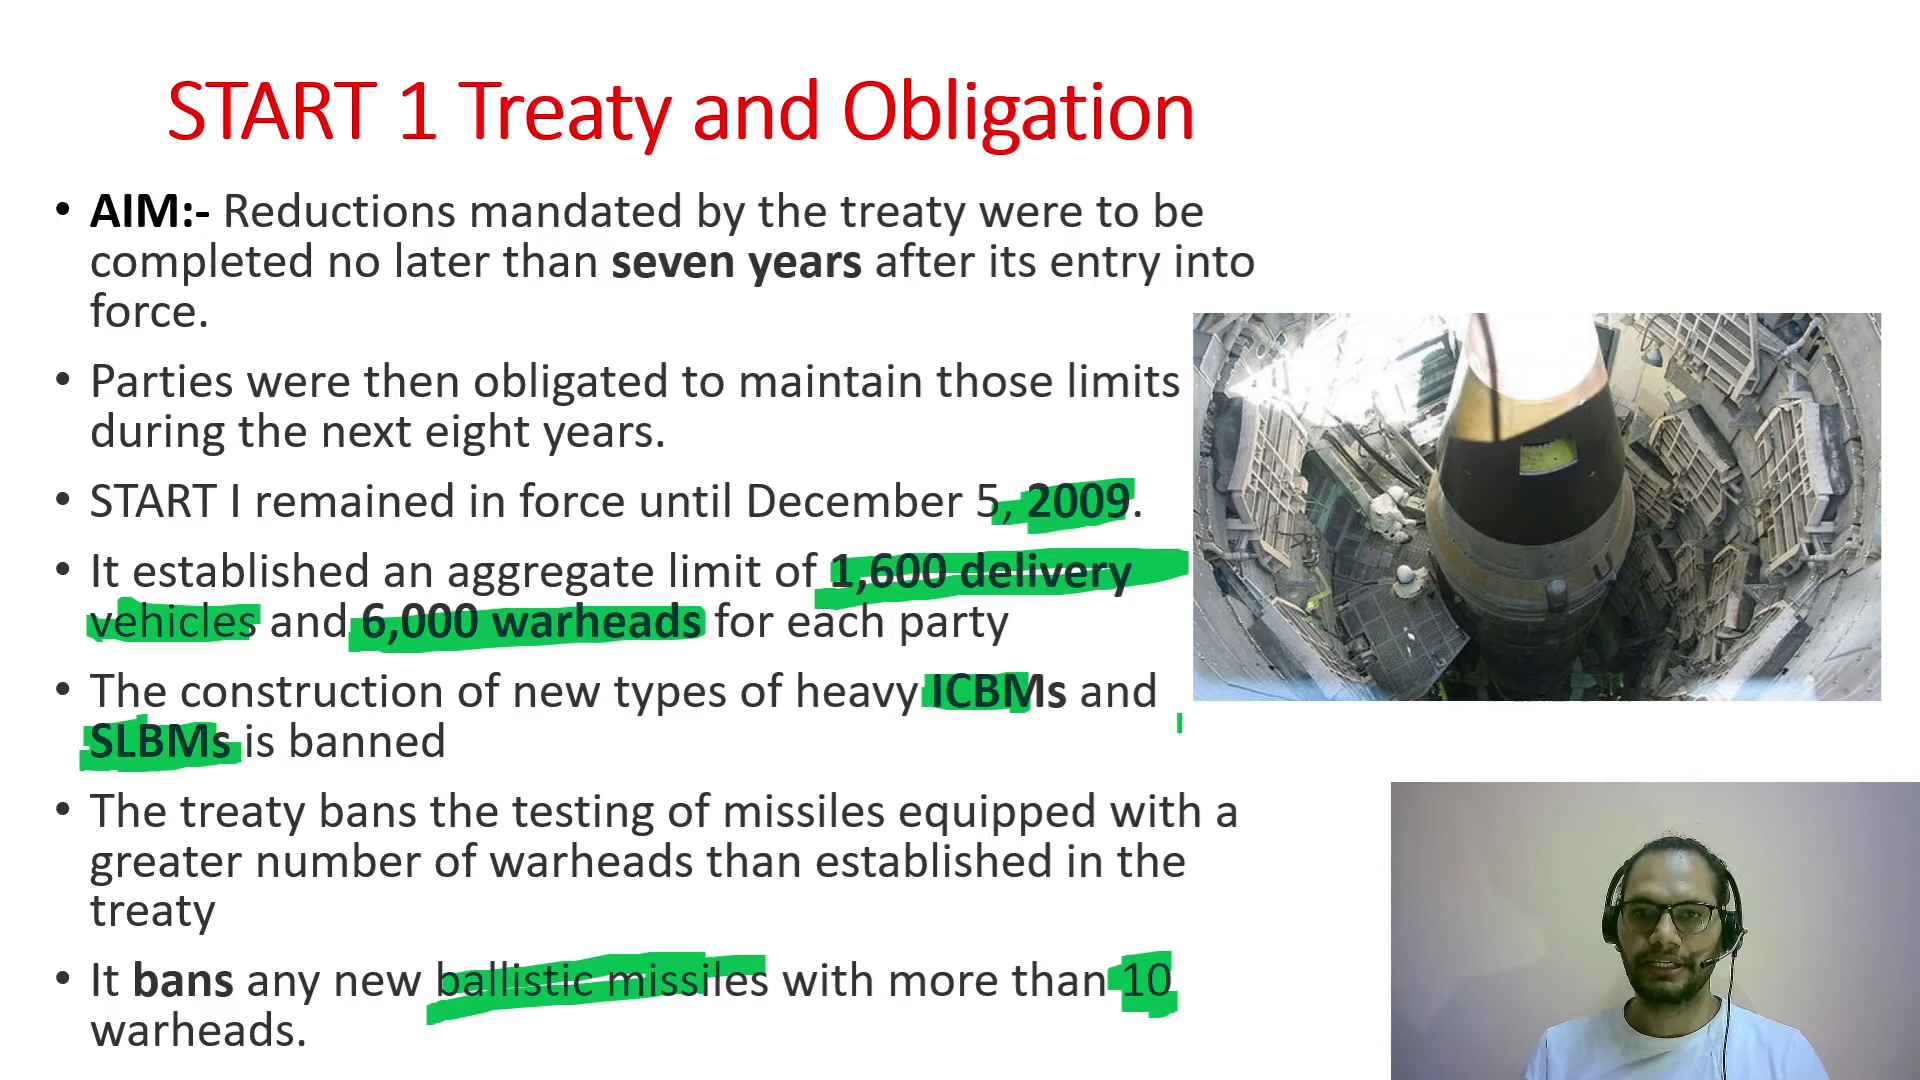 START 1 Treaty and Obligation
• AIM:- Reductions mandated by the treaty were to be
completed no later than seven years after its entry into
force.
• Parties were then obligated to maintain those limits
during the next eight years.
• START I remained in force until December 5, 2009.
• It established an aggregate limit of 1,600 delivery
vehicles and 6,000 warheads for each party
• The construction of new types of heavy ICBMs and
SLBMs is banned
• The treaty bans the testing of missiles equipped with a
greater number of warheads than established in the
treaty
• It bans any new ballistic missiles with more than 10
warheads.